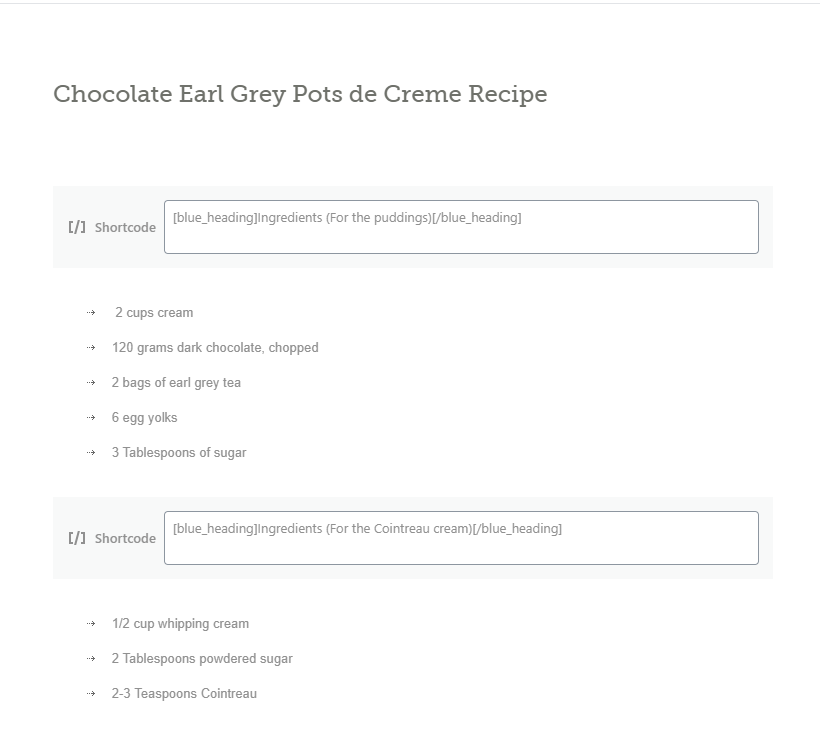 Chocolate Earl Grey Pots de Creme Recipe
[/] Shortcode [blue_heading]Ingredients (For the puddings)[/blue_heading]
⇢ 2 cups cream
⇢ 120 grams dark chocolate, chopped
⇢ 2 bags of earl grey tea
⇢ 6 egg yolks
⇢ 3 Tablespoons of sugar
[/] Shortcode [blue_heading]Ingredients (For the Cointreau cream)[/blue_heading]
⇢ 1/2 cup whipping cream
⇢ 2 Tablespoons powdered sugar
⇢ 2-3 Teaspoons Cointreau